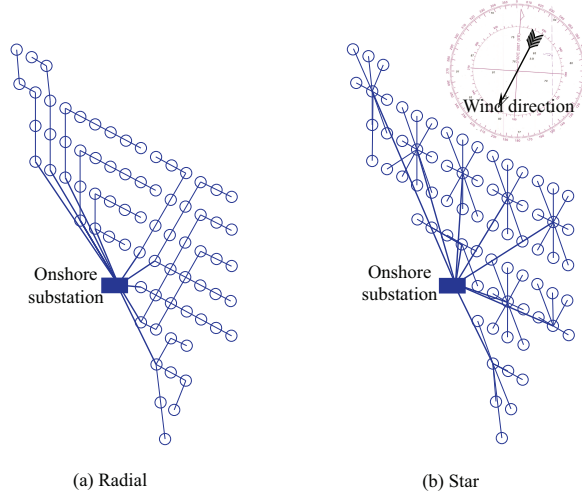 Wind direction
Onshore
substation
Onshore
substation
(a) Radial
(b) Star